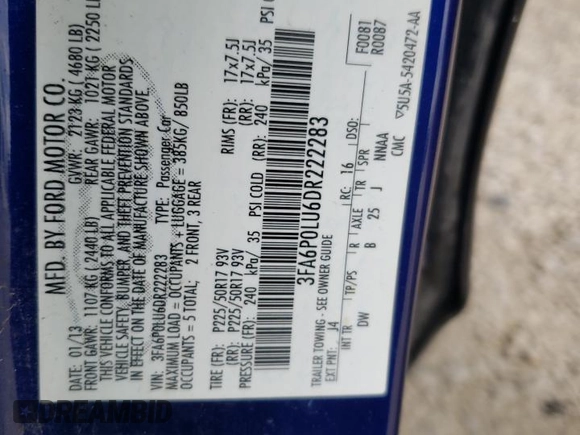 MFD. BY FORD MOTOR CO.
DATE: 01/13 GVWR: 2123 KG ( 4680 LB)
FRONT GAWR: 1107 KG ( 2440 LB) REAR GAWR: 1021 KG ( 2250 LB
THIS VEHICLE CONFORMS TO ALL APPLICABLE FEDERAL MOTOR
VEHICLE SAFETY, BUMPER, AND THEFT PREVENTION STANDARDS
IN EFFECT ON THE DATE OF MANUFACTURE SHOWN ABOVE.
VIN: 3FA6P0LU6DR222283 TYPE: Passenger Car
MAXIMUM LOAD = OCCUPANTS + LUGGAGE = 385KG/ 850LB
OCCUPANTS = 5 TOTAL; 2 FRONT, 3 REAR
TIRE (FR): P225/50R17 93V RIMS (FR): 17x7.5J
(RR): P225/50R17 93V (RR): 17x7.5J
PRESSURE (FR): 240 kPa/ 35 PSI COLD (RR): 240 kPa/ 35 PSI CO
3FA6P0LU6DR222283
F0081
R0087
TRAILER TOWING - SEE OWNER GUIDE
EXT PNT: J4 RC: 16 DSO:
INT TR TP/PS R AXLE TR SPR
DW B 25 J NNAA
CMC
▽5U5A-5420472-AA
DREAMBID